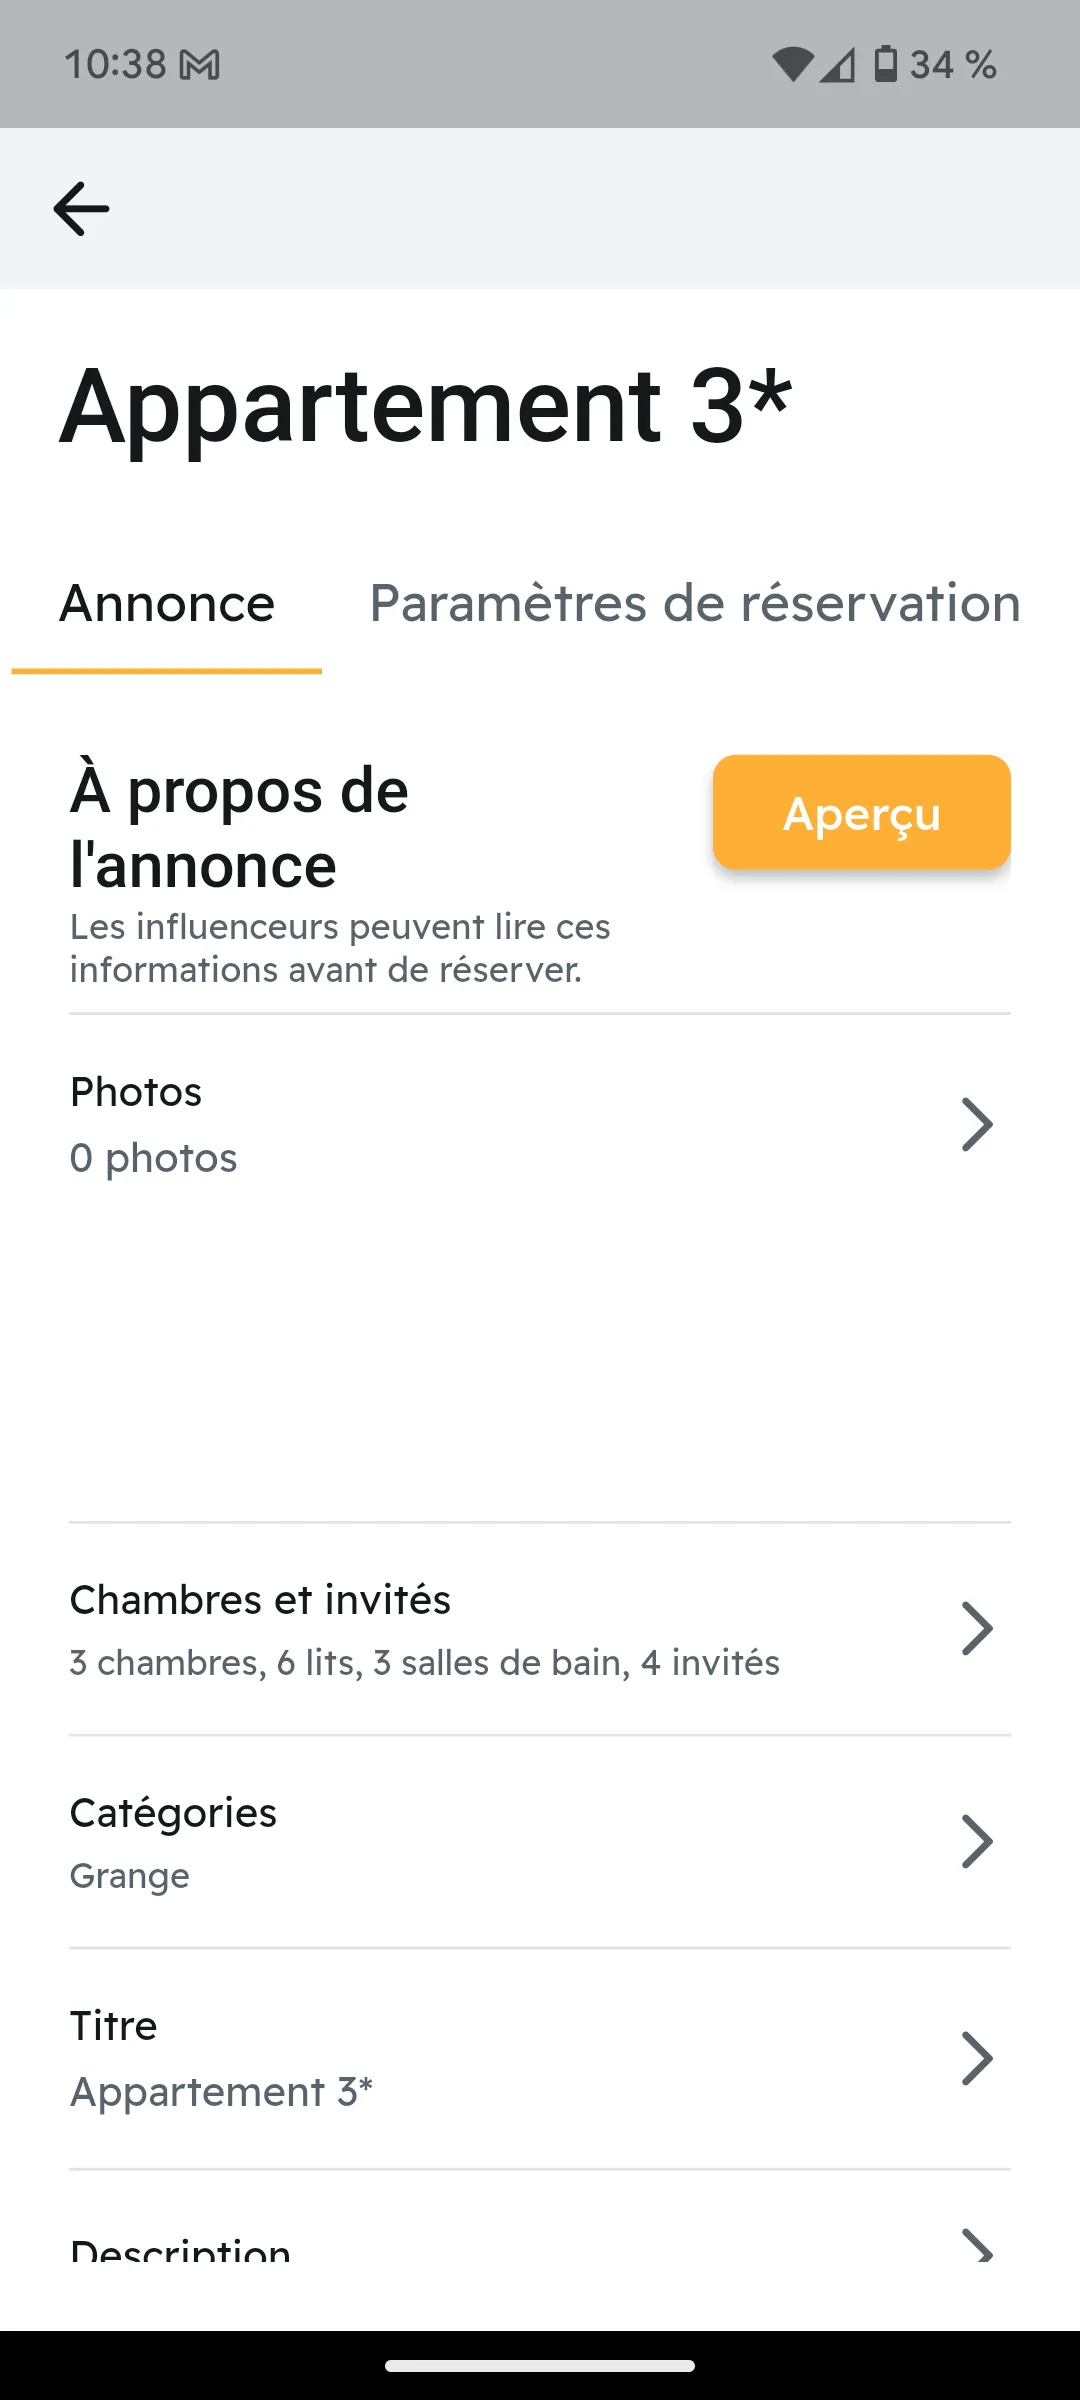 10:38
34 %
Appartement 3*
Annonce
Paramètres de réservation
À propos de
l'annonce
Aperçu
Les influenceurs peuvent lire ces
informations avant de réserver.
Photos
0 photos
Chambres et invités
3 chambres, 6 lits, 3 salles de bain, 4 invités
Catégories
Grange
Titre
Appartement 3*
Description